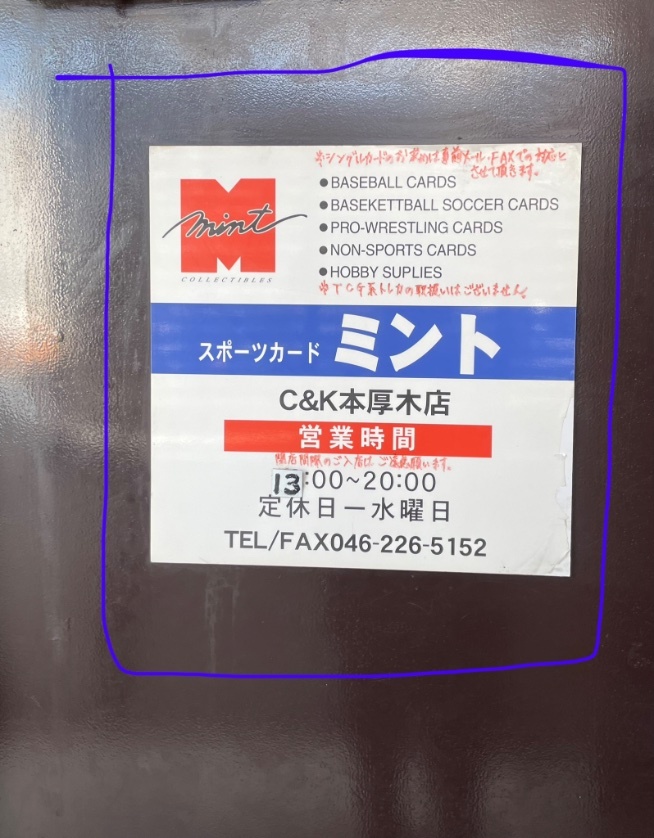 ※シングルカードのお求めは事前メール・FAXでの対応と
させて頂きます。
mint
COLLECTIBLES
●BASEBALL CARDS
●BASEKETTBALL SOCCER CARDS
●PRO-WRESTLING CARDS
●NON-SPORTS CARDS
●HOBBY SUPLIES
※TCG系トレカの取扱いはございません。
スポーツカード ミント
C&K本厚木店
営業時間
閉店間際のご入店はご遠慮願います。
13:00~20:00
定休日ー水曜日
TEL/FAX046-226-5152